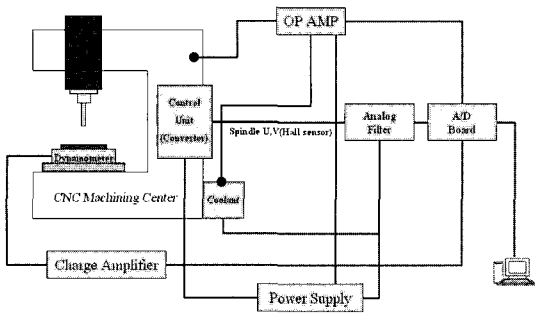 OP AMP
Control
Unit
(Convertor)
Spindle U,V(Hall sensor)
Analog
Filter
A/D
Board
Dynamometer
CNC Machining Center
Coolant
Charge Amplifier
Power Supply